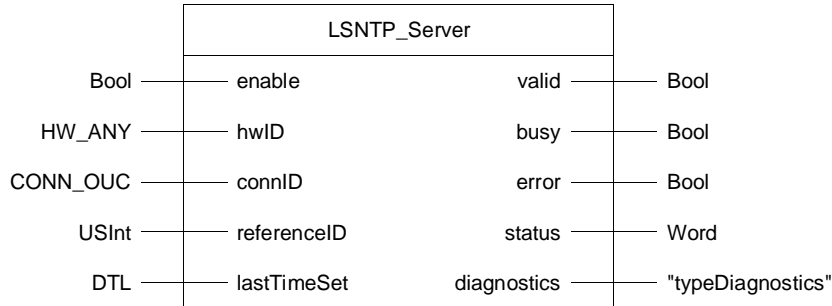 LSNTP_Server
Bool enable valid Bool
HW_ANY hwID busy Bool
CONN_OUC connID error Bool
USInt referenceID status Word
DTL lastTimeSet diagnostics "typeDiagnostics"